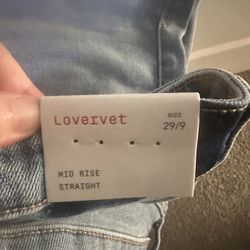 Lovervet
SIZE
29/9
MID RISE
STRAIGHT